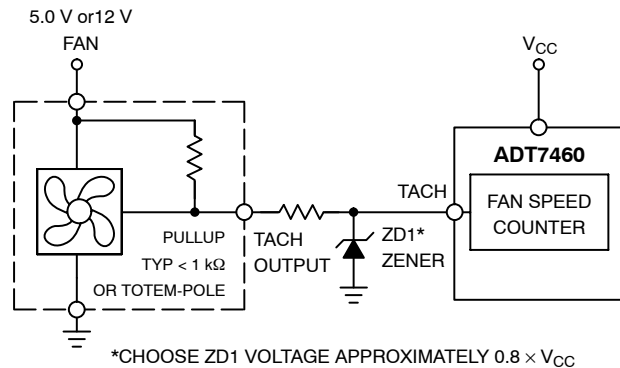 5.0 V or12 V
FAN
VCC
ADT7460
TACH
FAN SPEED
COUNTER
PULLUP
TYP < 1 kΩ
OR TOTEM-POLE
TACH
OUTPUT
ZD1*
ZENER
*CHOOSE ZD1 VOLTAGE APPROXIMATELY 0.8 × VCC